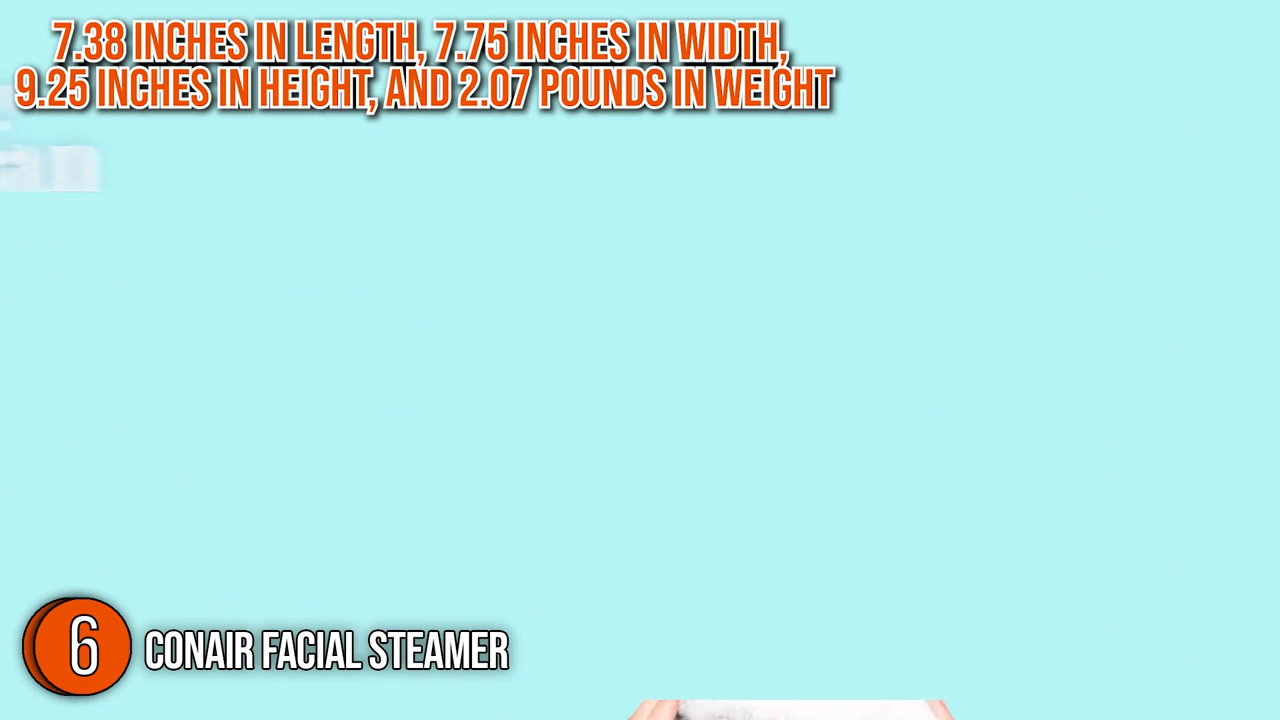 7.38 INCHES IN LENGTH, 7.75 INCHES IN WIDTH,
9.25 INCHES IN HEIGHT, AND 2.07 POUNDS IN WEIGHT
6 CONAIR FACIAL STEAMER